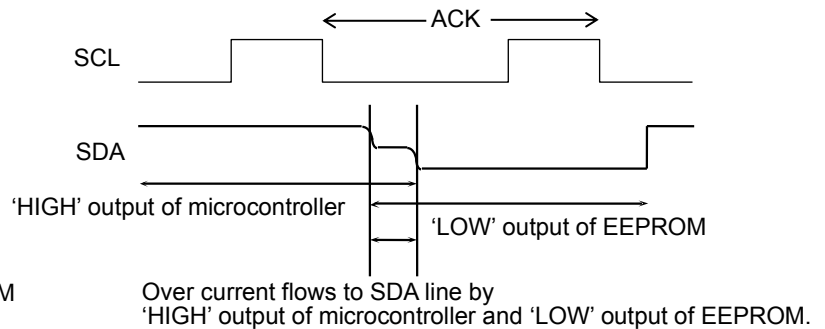 ACK
SCL
SDA
'HIGH' output of microcontroller
'LOW' output of EEPROM
M
Over current flows to SDA line by
'HIGH' output of microcontroller and 'LOW' output of EEPROM.